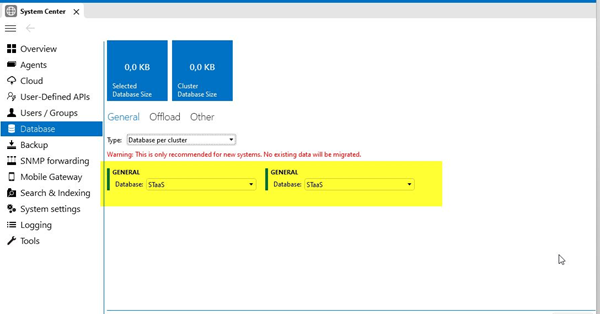 System Center ×
Overview
Agents
Cloud
User-Defined APIs
Users / Groups
Database
Backup
SNMP forwarding
Mobile Gateway
Search & Indexing
System settings
Logging
Tools
0,0 KB
Selected
Database Size
0,0 KB
Cluster
Database Size
General Offload Other
Type: Database per cluster
Warning: This is only recommended for new systems. No existing data will be migrated.
GENERAL
Database: STaaS
GENERAL
Database: STaaS